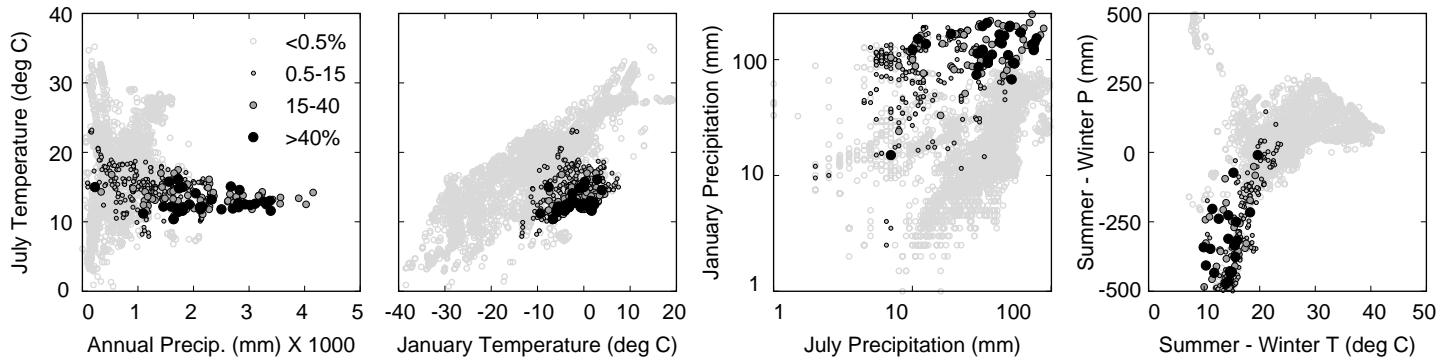 July Temperature (deg C)
40
30
20
10
0
<0.5%
0.5-15
15-40
>40%
0 1 2 3 4 5
Annual Precip. (mm) X 1000
-40 -30 -20 -10 0 10 20
January Temperature (deg C)
January Precipitation (mm)
100
10
1
1 10 100
July Precipitation (mm)
Summer - Winter P (mm)
500
250
0
-250
-500
0 10 20 30 40 50
Summer - Winter T (deg C)